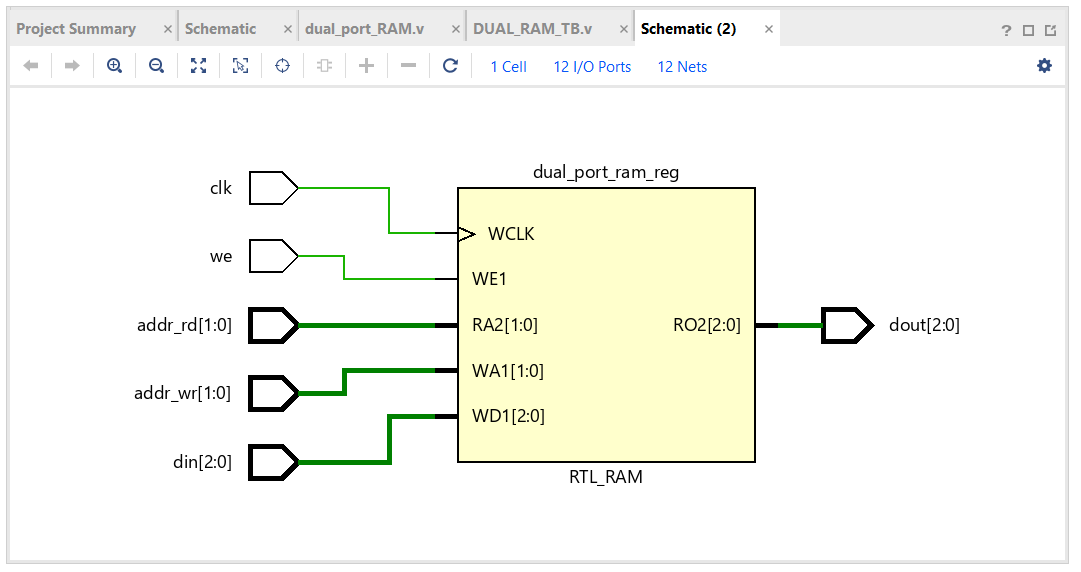 Project Summary × Schematic × dual_port_RAM.v × DUAL_RAM_TB.v × Schematic (2) × ?
1 Cell 12 I/O Ports 12 Nets
dual_port_ram_reg
clk
WCLK
we
WE1
addr_rd[1:0] RA2[1:0] RO2[2:0] dout[2:0]
WA1[1:0]
addr_wr[1:0]
WD1[2:0]
din[2:0]
RTL_RAM